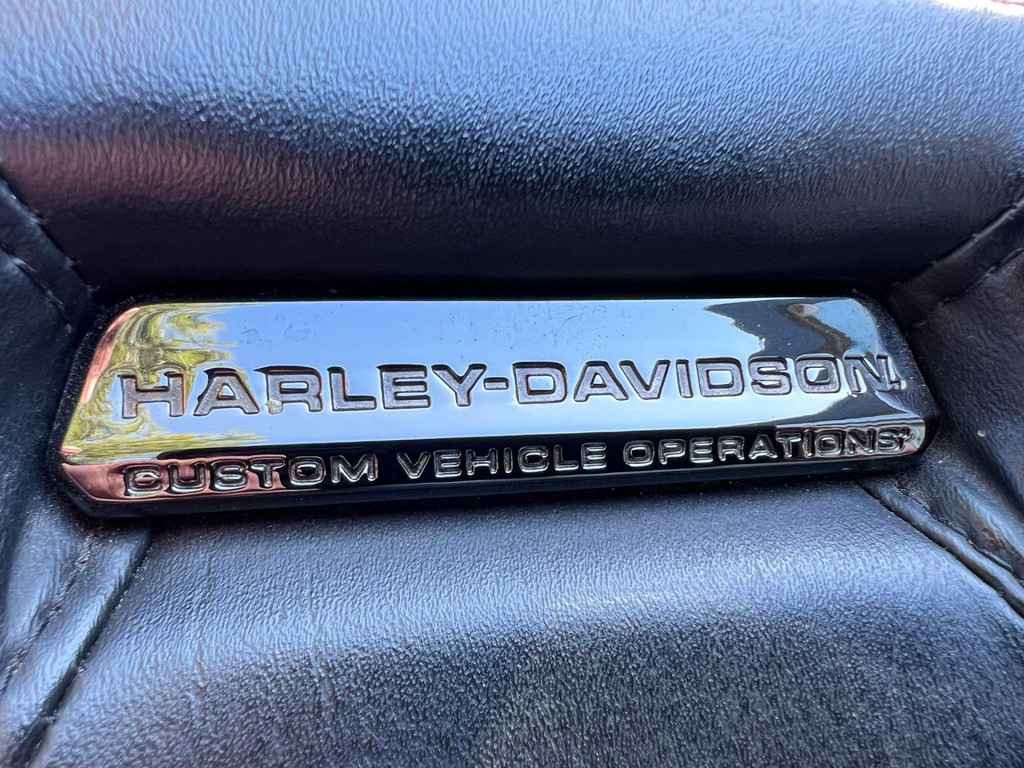 HARLEY-DAVIDSON
CUSTOM VEHICLE OPERATIONS